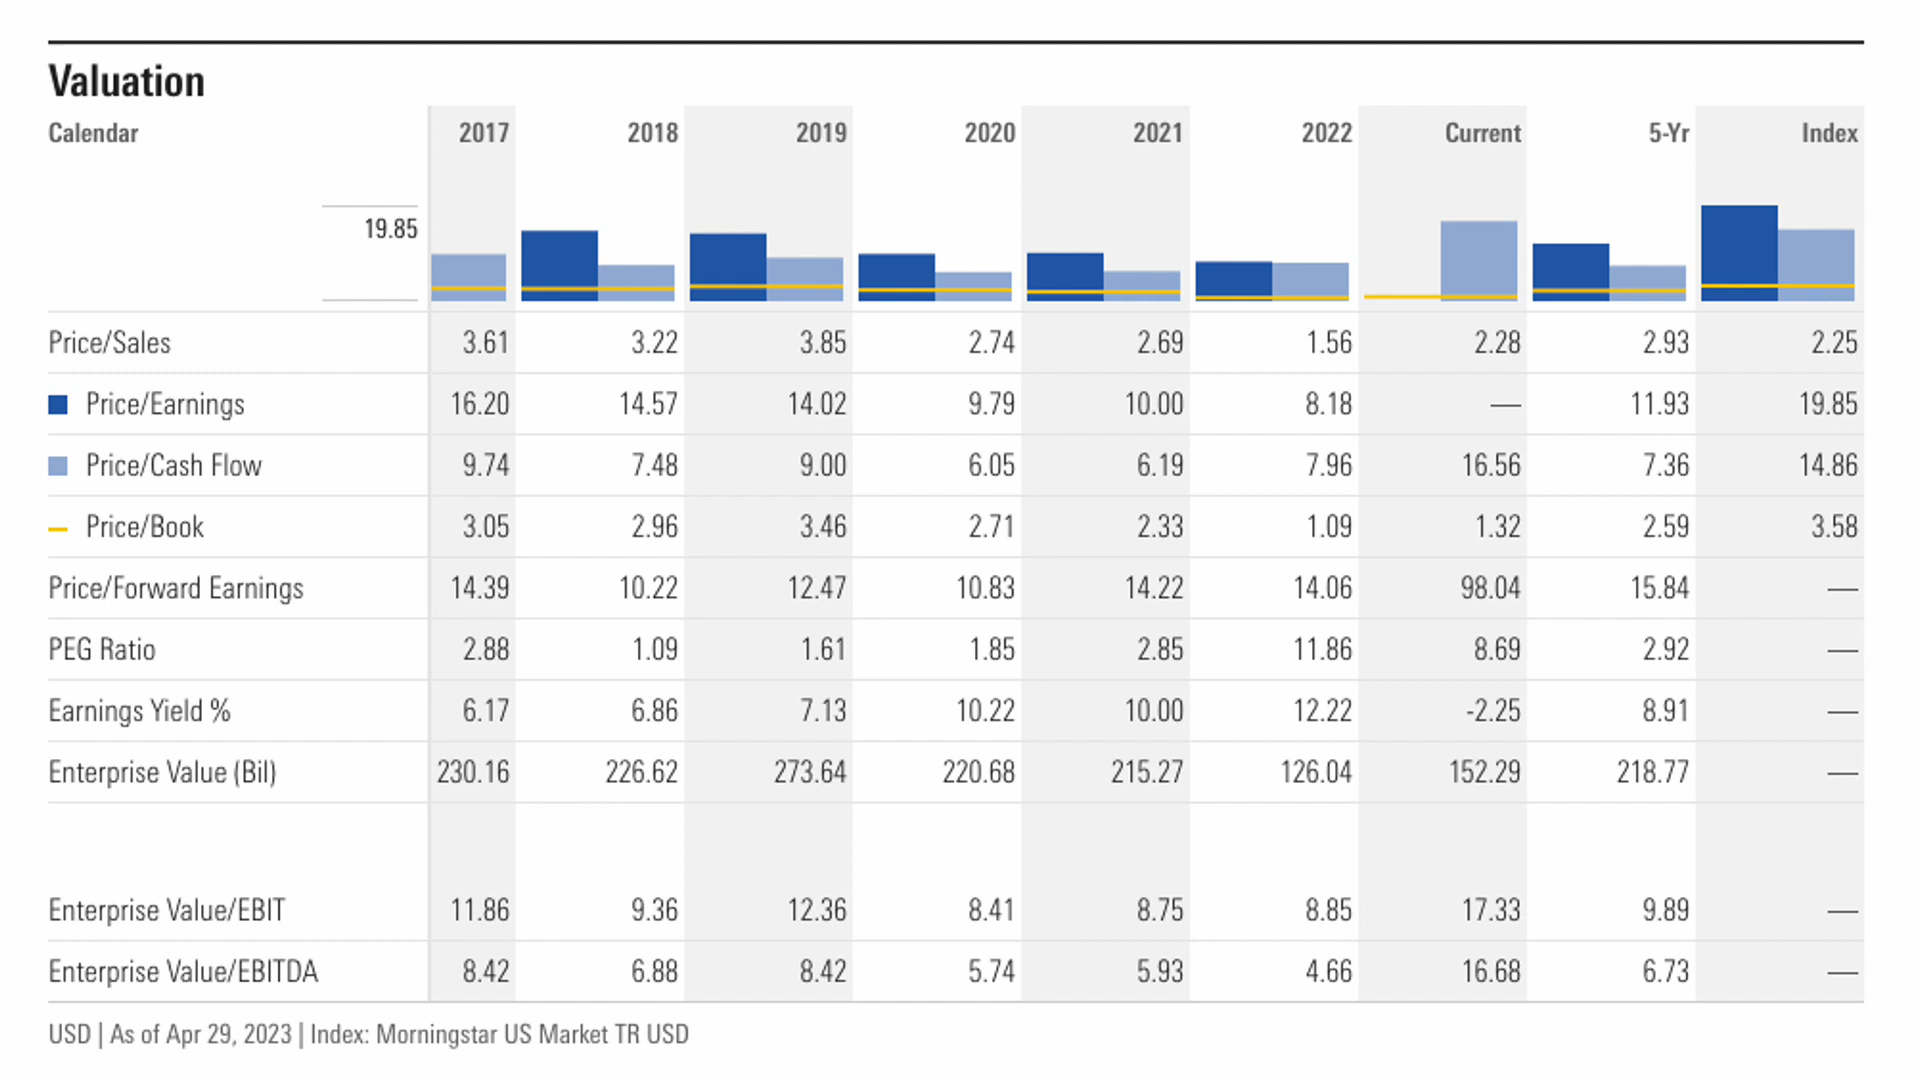 Valuation
Calendar 2017 2018 2019 2020 2021 2022 Current 5-Yr Index
19.85
Price/Sales 3.61 3.22 3.85 2.74 2.69 1.56 2.28 2.93 2.25
Price/Earnings 16.20 14.57 14.02 9.79 10.00 8.18 — 11.93 19.85
Price/Cash Flow 9.74 7.48 9.00 6.05 6.19 7.96 16.56 7.36 14.86
Price/Book 3.05 2.96 3.46 2.71 2.33 1.09 1.32 2.59 3.58
Price/Forward Earnings 14.39 10.22 12.47 10.83 14.22 14.06 98.04 15.84 —
PEG Ratio 2.88 1.09 1.61 1.85 2.85 11.86 8.69 2.92 —
Earnings Yield % 6.17 6.86 7.13 10.22 10.00 12.22 -2.25 8.91 —
Enterprise Value (Bil) 230.16 226.62 273.64 220.68 215.27 126.04 152.29 218.77 —
Enterprise Value/EBIT 11.86 9.36 12.36 8.41 8.75 8.85 17.33 9.89 —
Enterprise Value/EBITDA 8.42 6.88 8.42 5.74 5.93 4.66 16.68 6.73 —
USD | As of Apr 29, 2023 | Index: Morningstar US Market TR USD